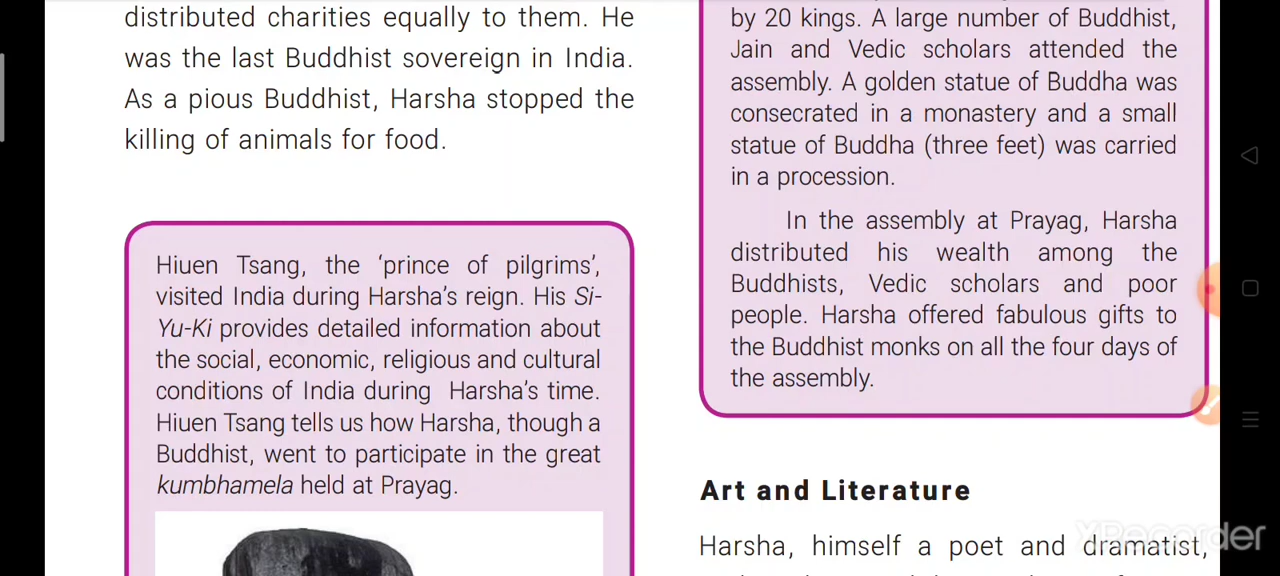 distributed charities equally to them. He
was the last Buddhist sovereign in India.
As a pious Buddhist, Harsha stopped the
killing of animals for food.
Hiuen Tsang, the ‘prince of pilgrims’,
visited India during Harsha’s reign. His Si-
Yu-Ki provides detailed information about
the social, economic, religious and cultural
conditions of India during Harsha’s time.
Hiuen Tsang tells us how Harsha, though a
Buddhist, went to participate in the great
kumbhamela held at Prayag.
by 20 kings. A large number of Buddhist,
Jain and Vedic scholars attended the
assembly. A golden statue of Buddha was
consecrated in a monastery and a small
statue of Buddha (three feet) was carried
in a procession.
In the assembly at Prayag, Harsha
distributed his wealth among the
Buddhists, Vedic scholars and poor
people. Harsha offered fabulous gifts to
the Buddhist monks on all the four days of
the assembly.
Art and Literature
Harsha, himself a poet and dramatist,
XRecorder